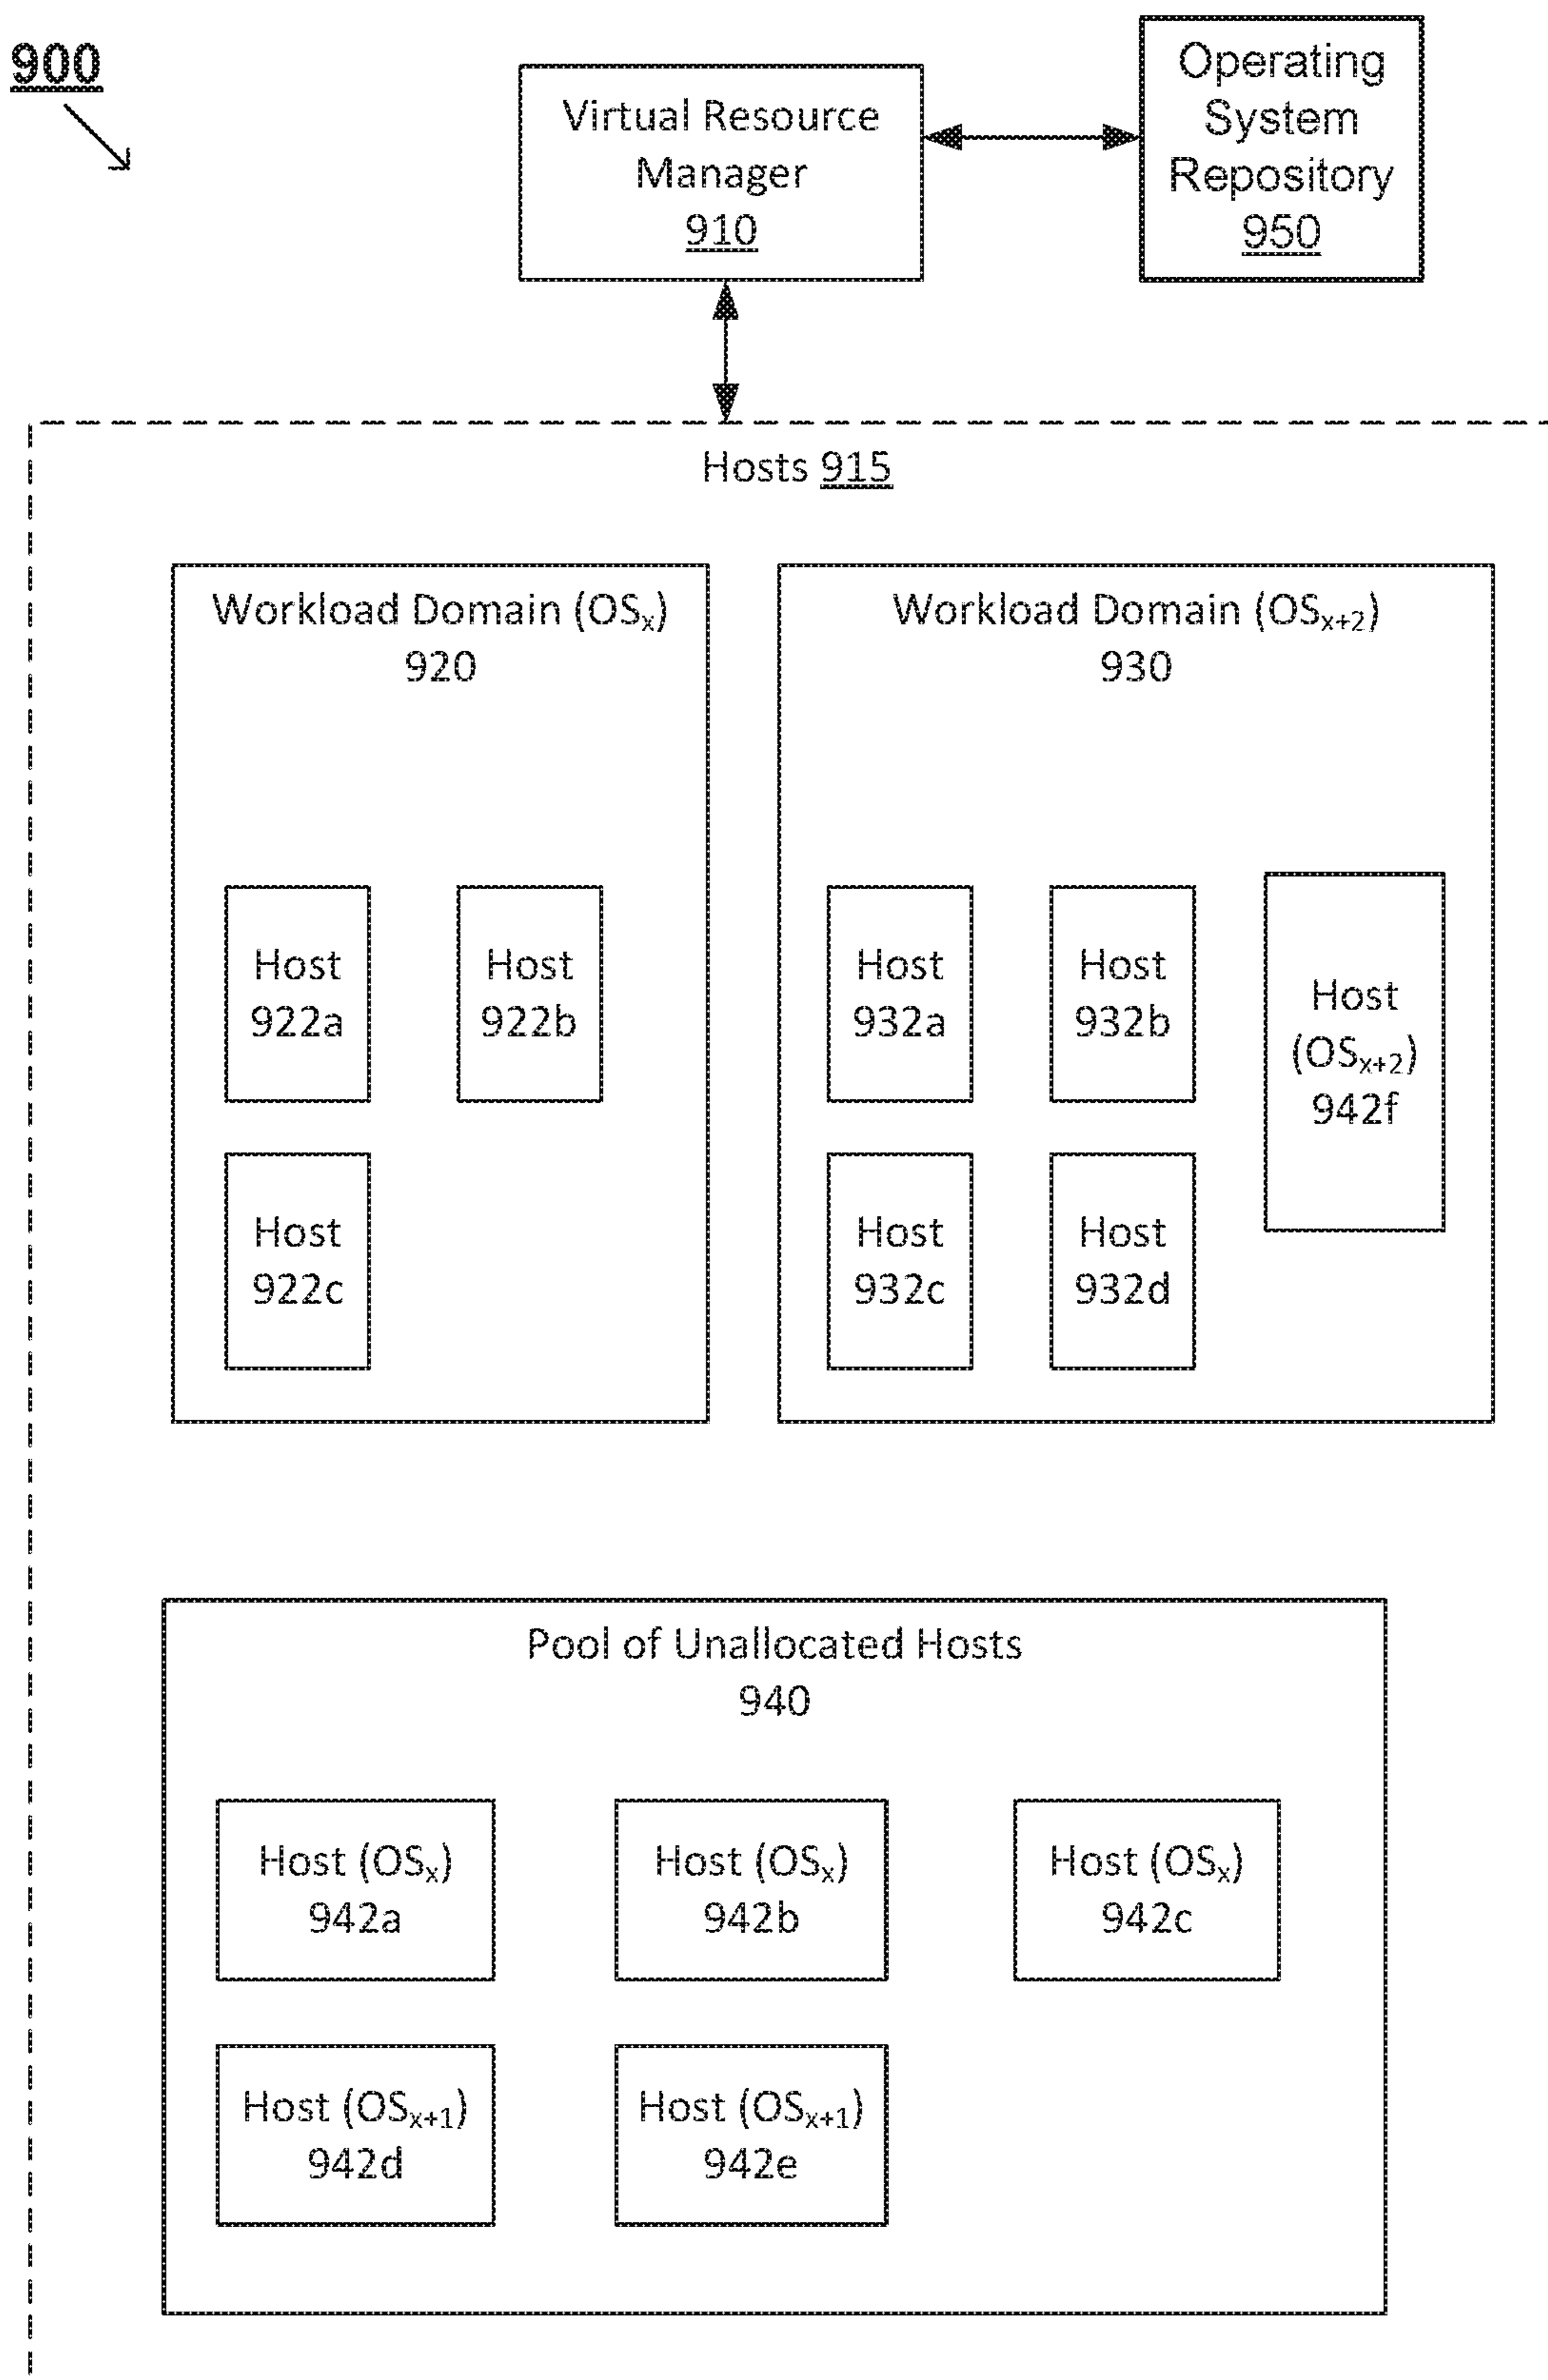 900
Virtual Resource
Manager
910
Operating
System
Repository
950
Hosts 915
Workload Domain (OSₓ)
920
Host
922a
Host
922b
Host
922c
Workload Domain (OSₓ₊₂)
930
Host
932a
Host
932b
Host
(OSₓ₊₂)
942f
Host
932c
Host
932d
Pool of Unallocated Hosts
940
Host (OSₓ)
942a
Host (OSₓ)
942b
Host (OSₓ)
942c
Host (OSₓ₊₁)
942d
Host (OSₓ₊₁)
942e